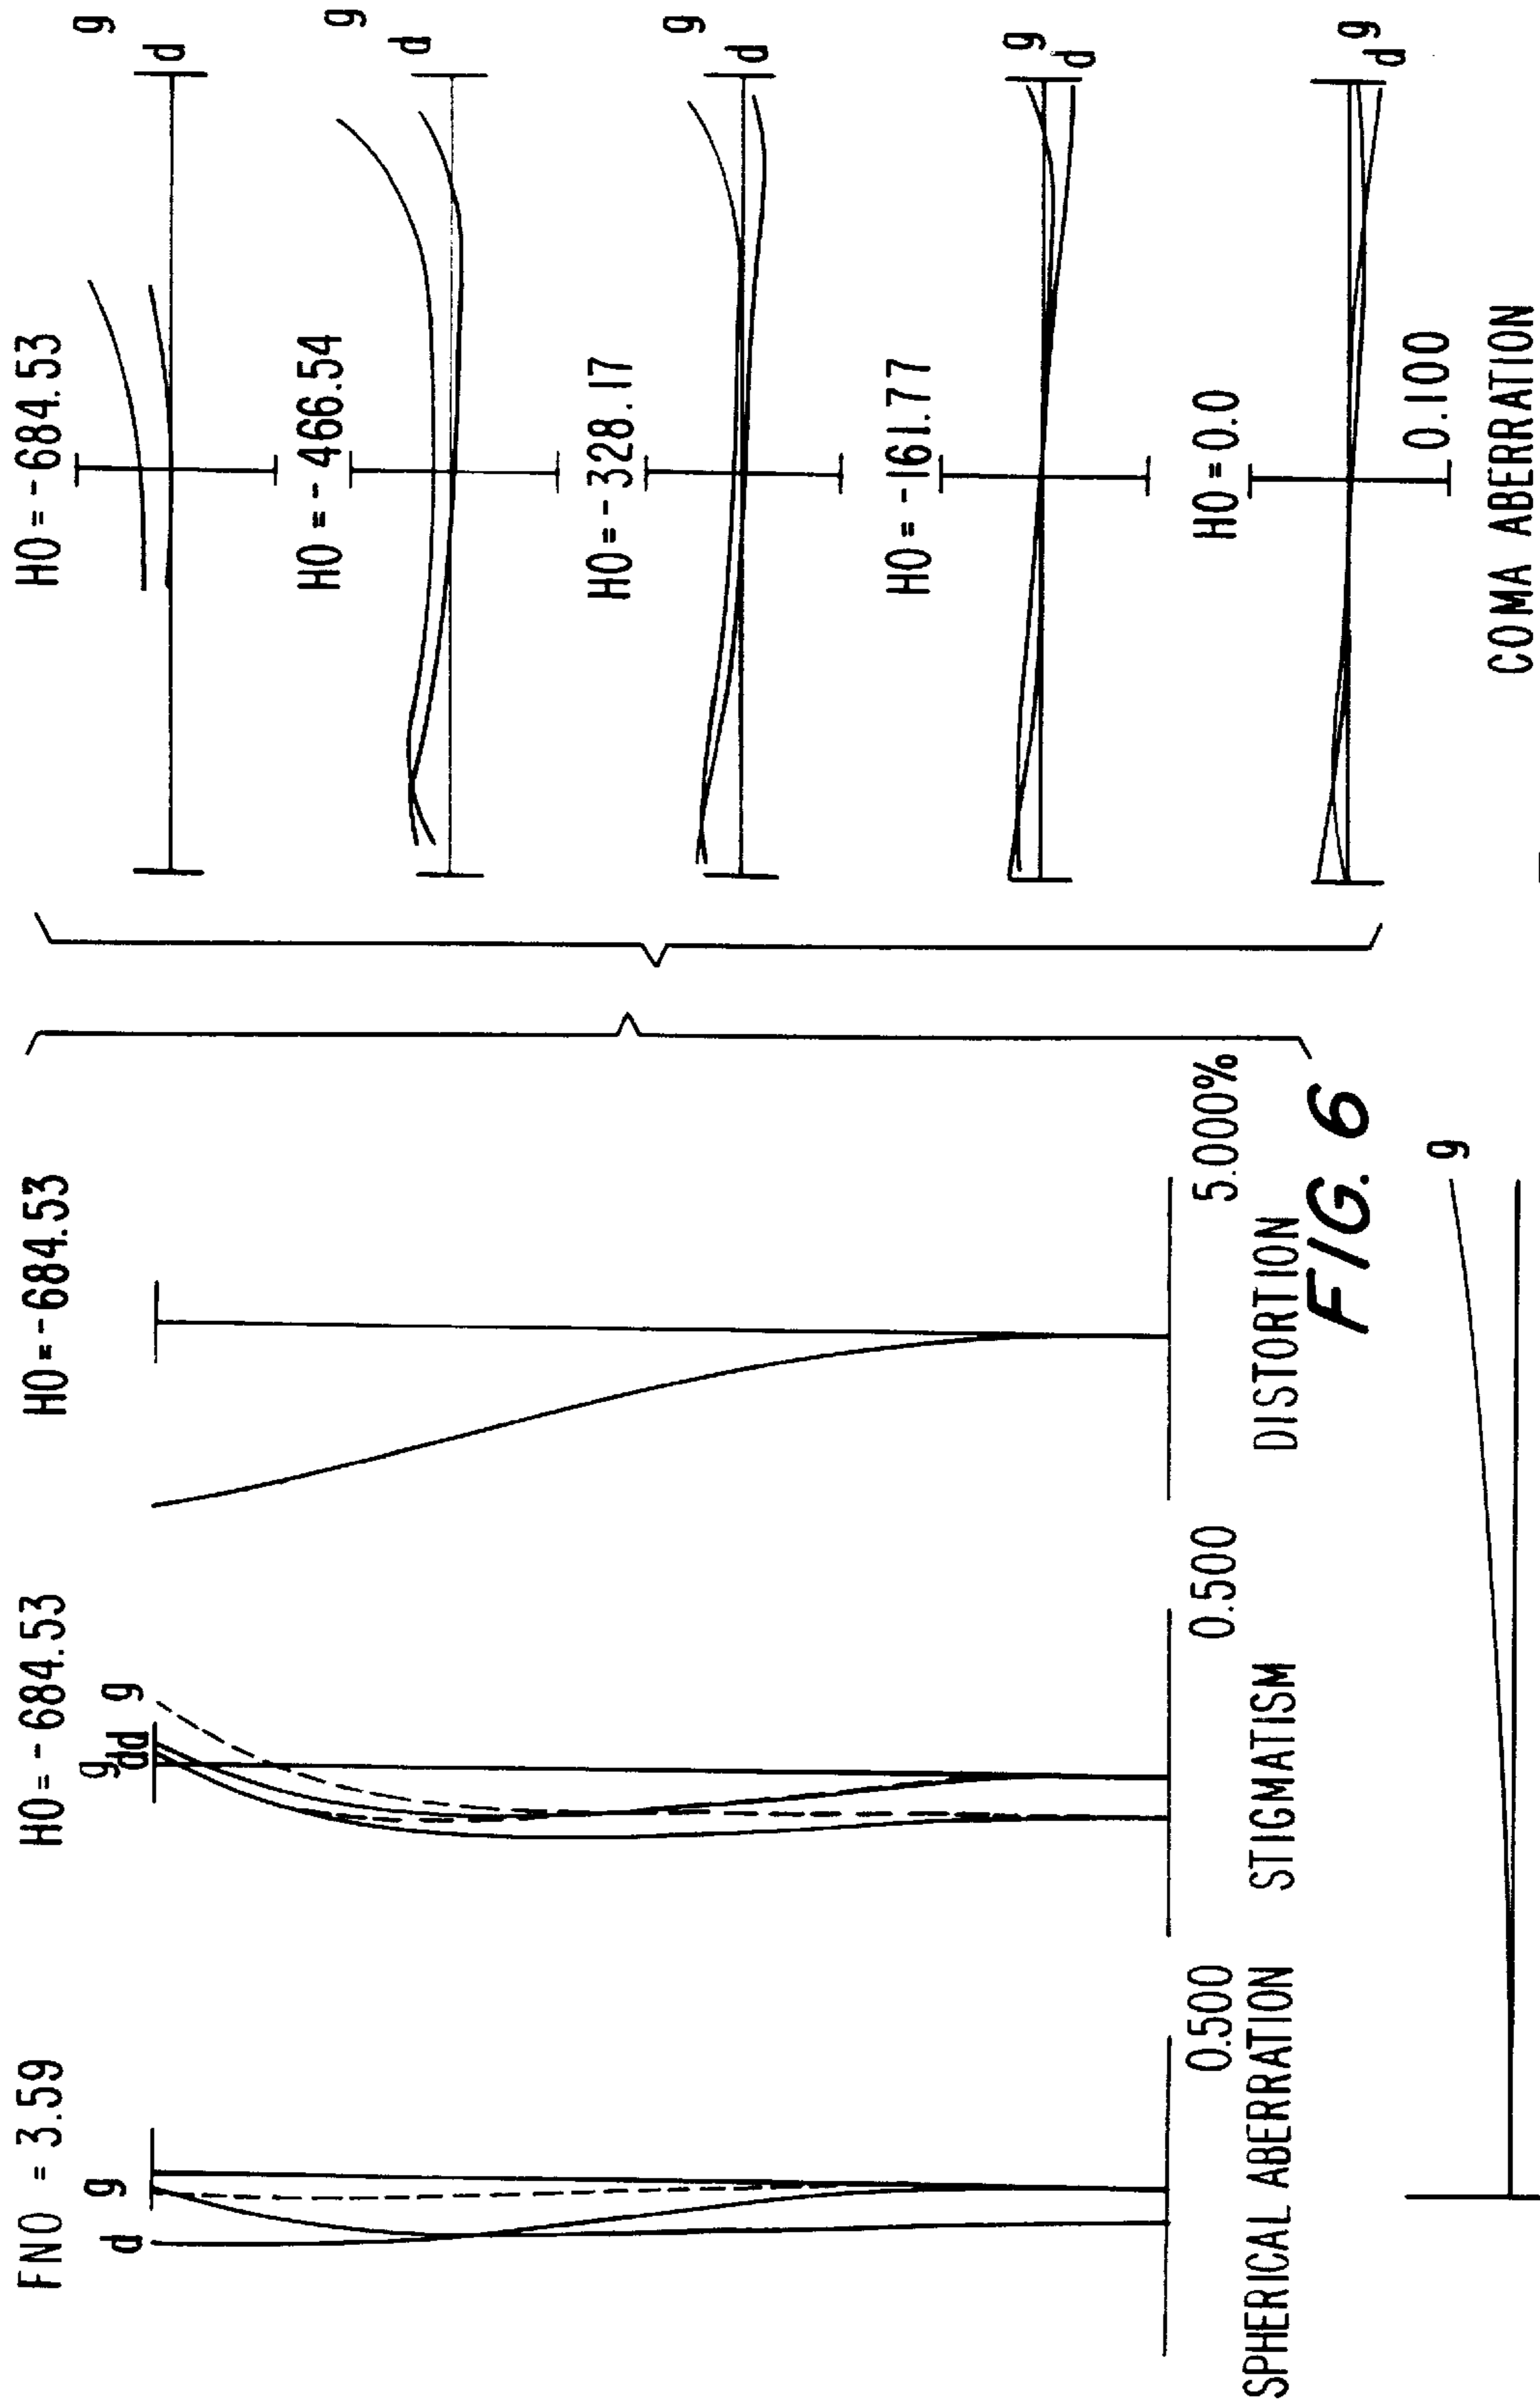 HO=-684.53
g
d
HO=-466.54
g
d
HO=-328.17
g
d
HO=-161.77
g
d
HO=0.0
g
d
0.100
COMA ABERRATION
FNO = 3.59
g
d
0.500
SPHERICAL ABERRATION
HO=-684.53
g
dd
g
0.500
STIGMATISM
HO=-684.53
5.000%
DISTORTION
FIG. 6
g